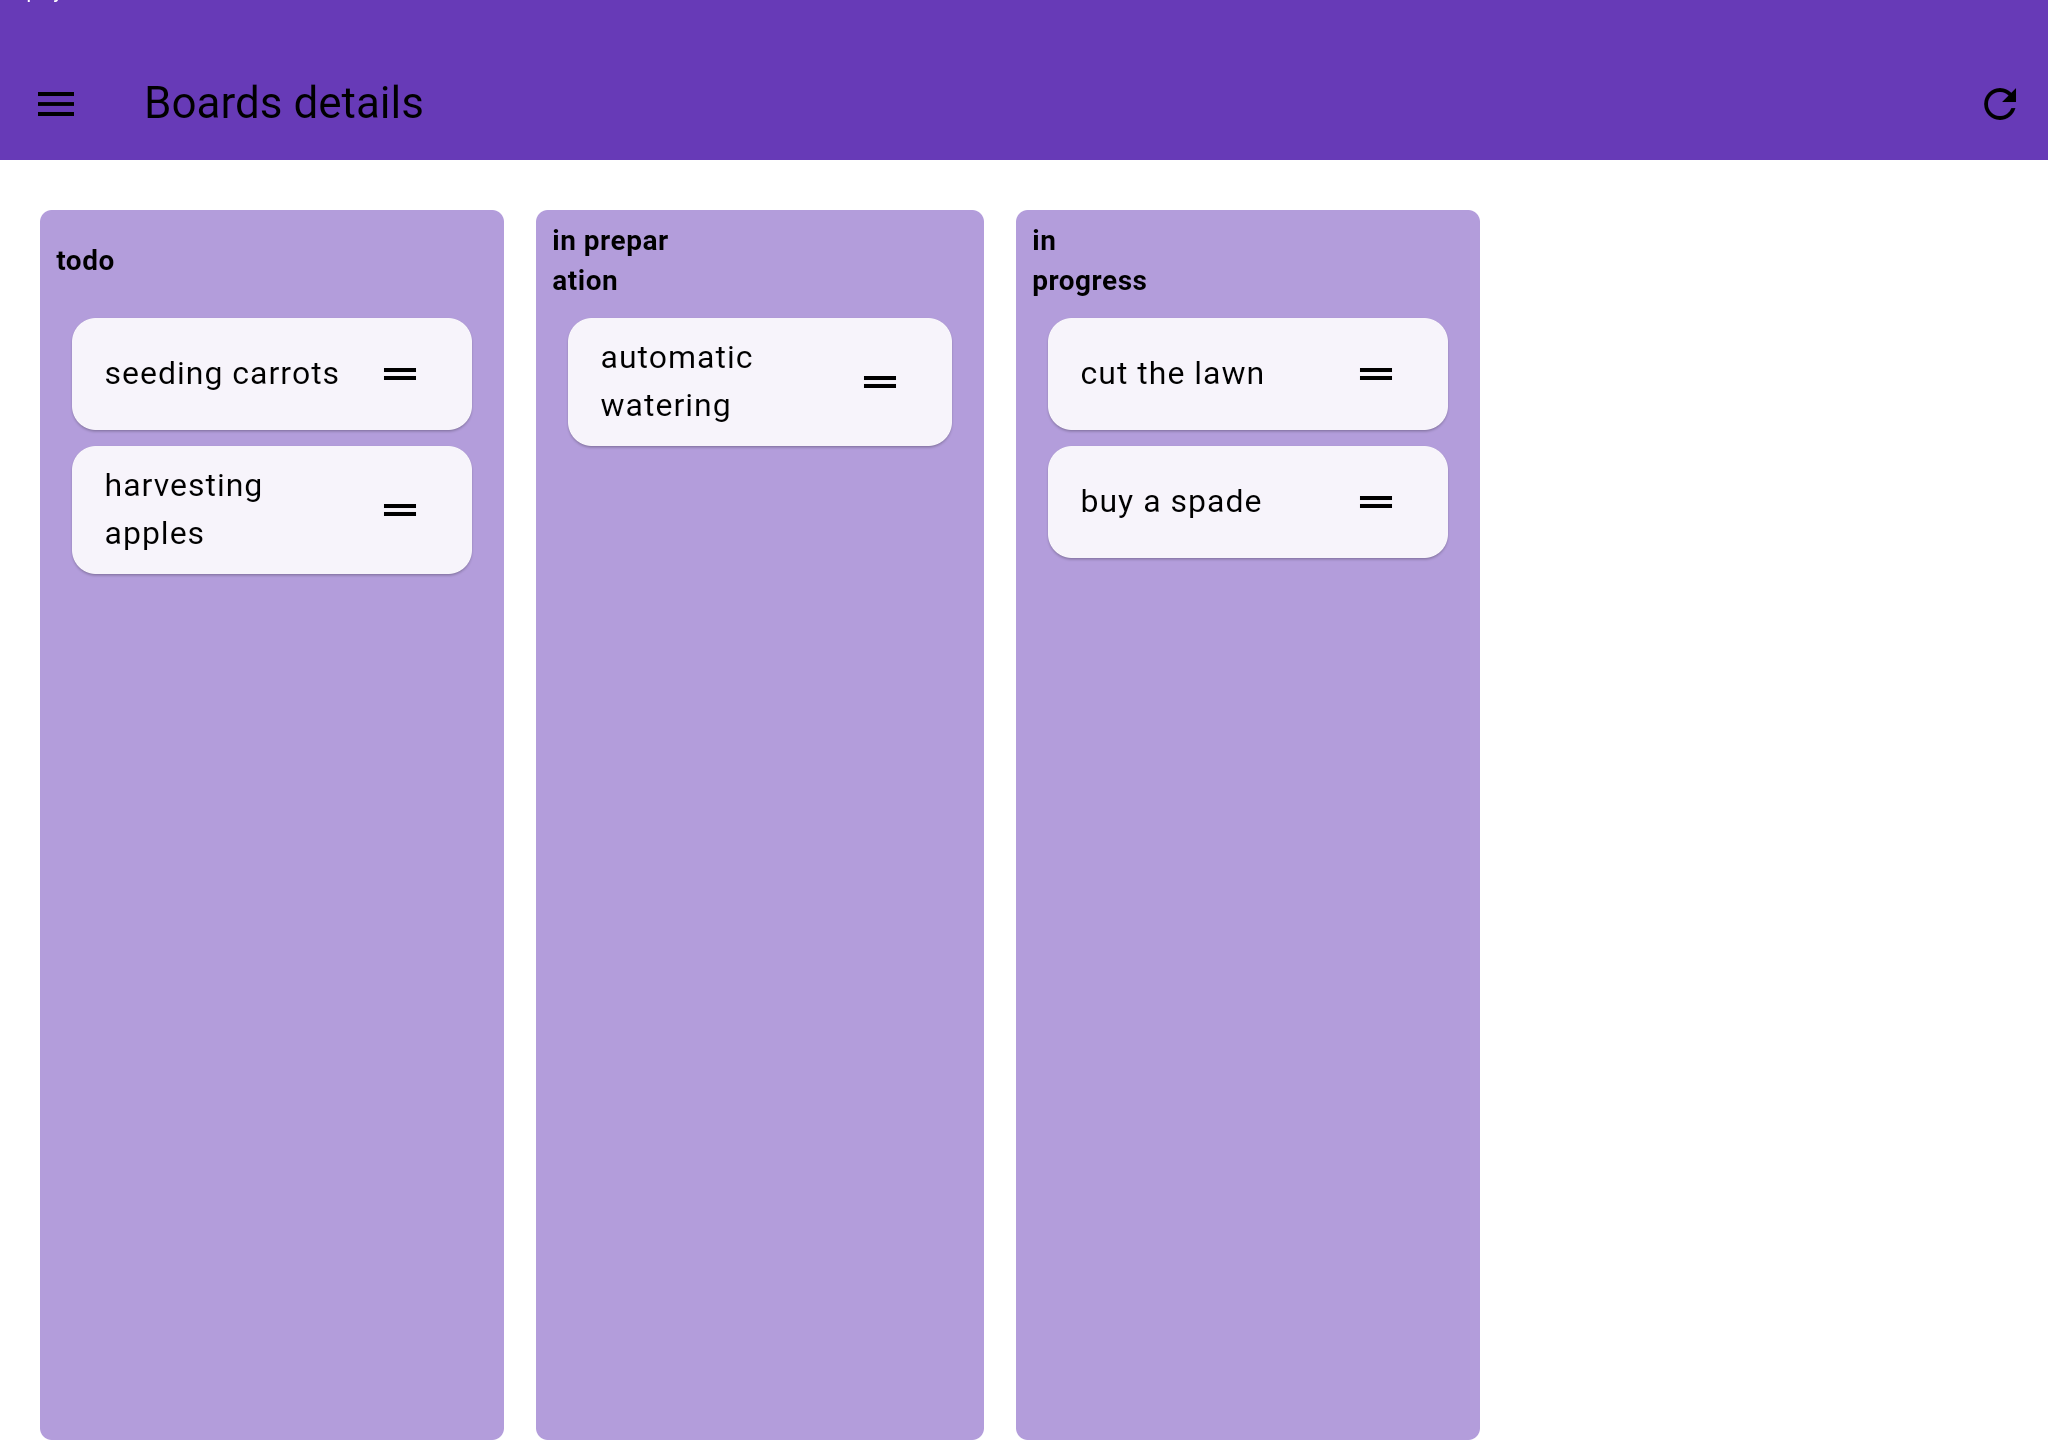 Boards details
todo
seeding carrots
harvesting
apples
in prepar
ation
automatic
watering
in
progress
cut the lawn
buy a spade